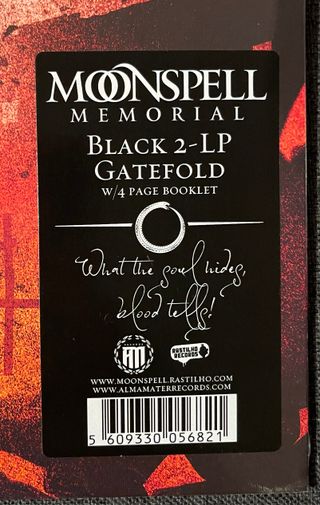 MOONSPELL
MEMORIAL
BLACK 2-LP
GATEFOLD
W/4 PAGE BOOKLET
What the soul hides,
blood tells!
RASTILHO
RECORDS
WWW.MOONSPELL.RASTILHO.COM
WWW.ALMAMATERRECORDS.COM
5 609330 056821